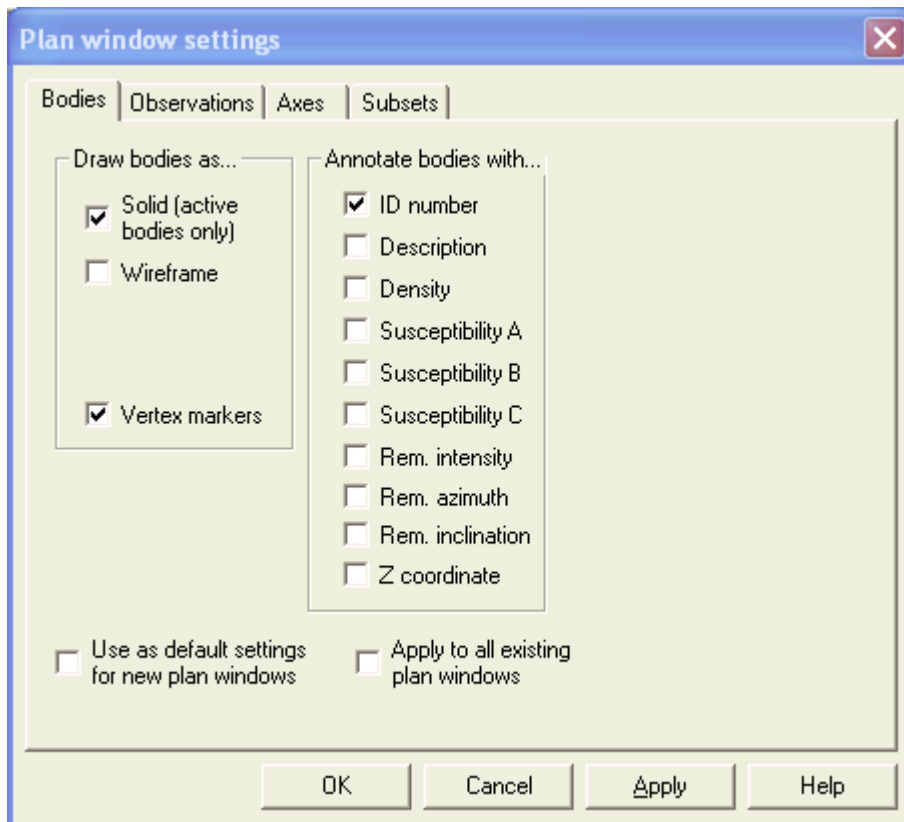 Plan window settings
Bodies
Observations
Axes
Subsets
Draw bodies as...
Solid (active
bodies only)
Wireframe
Vertex markers
Annotate bodies with...
ID number
Description
Density
Susceptibility A
Susceptibility B
Susceptibility C
Rem. intensity
Rem. azimuth
Rem. inclination
Z coordinate
Use as default settings
for new plan windows
Apply to all existing
plan windows
OK
Cancel
Apply
Help